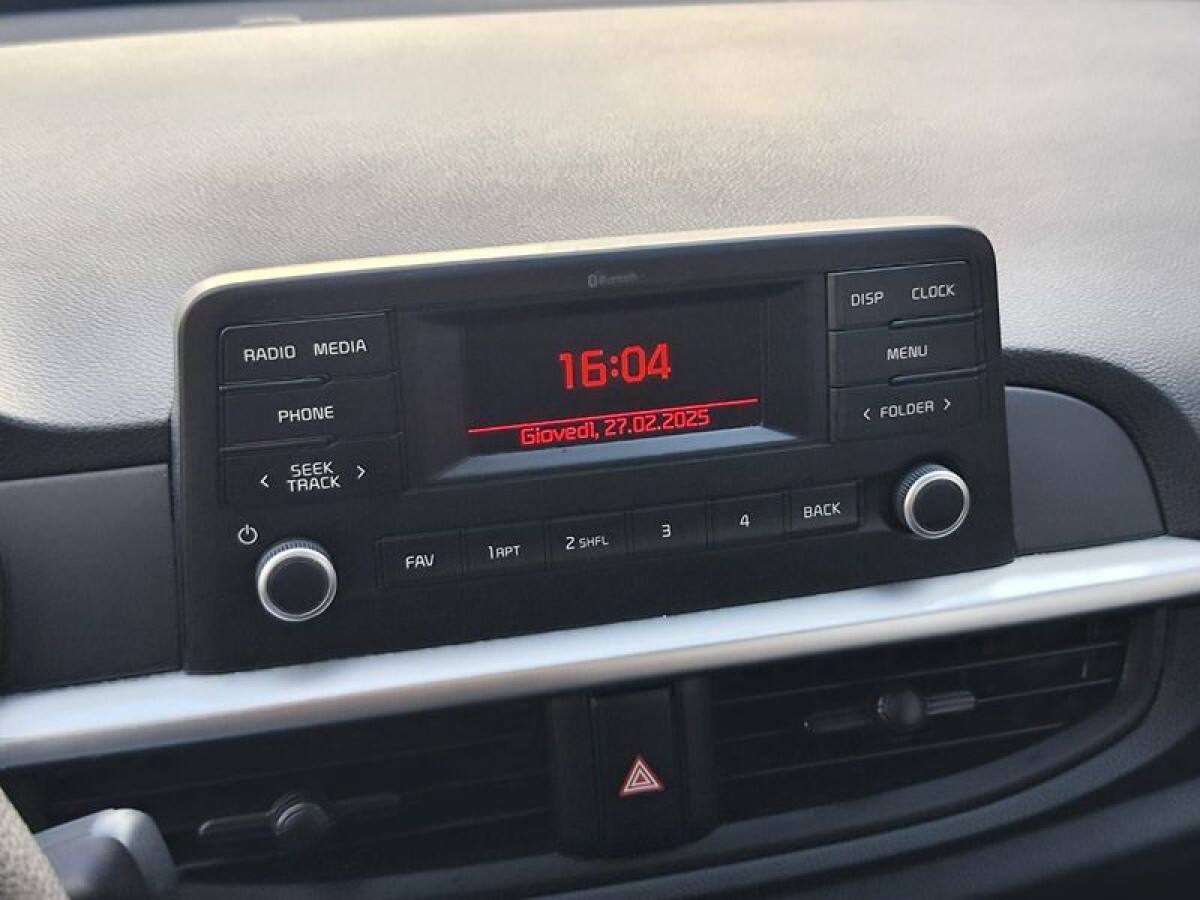 Bluetooth
DISP CLOCK
RADIO MEDIA
16:04
MENU
PHONE
Giovedì, 27.02.2025
< FOLDER >
< SEEK TRACK >
FAV
1 APT
2 SHFL
3
4
BACK